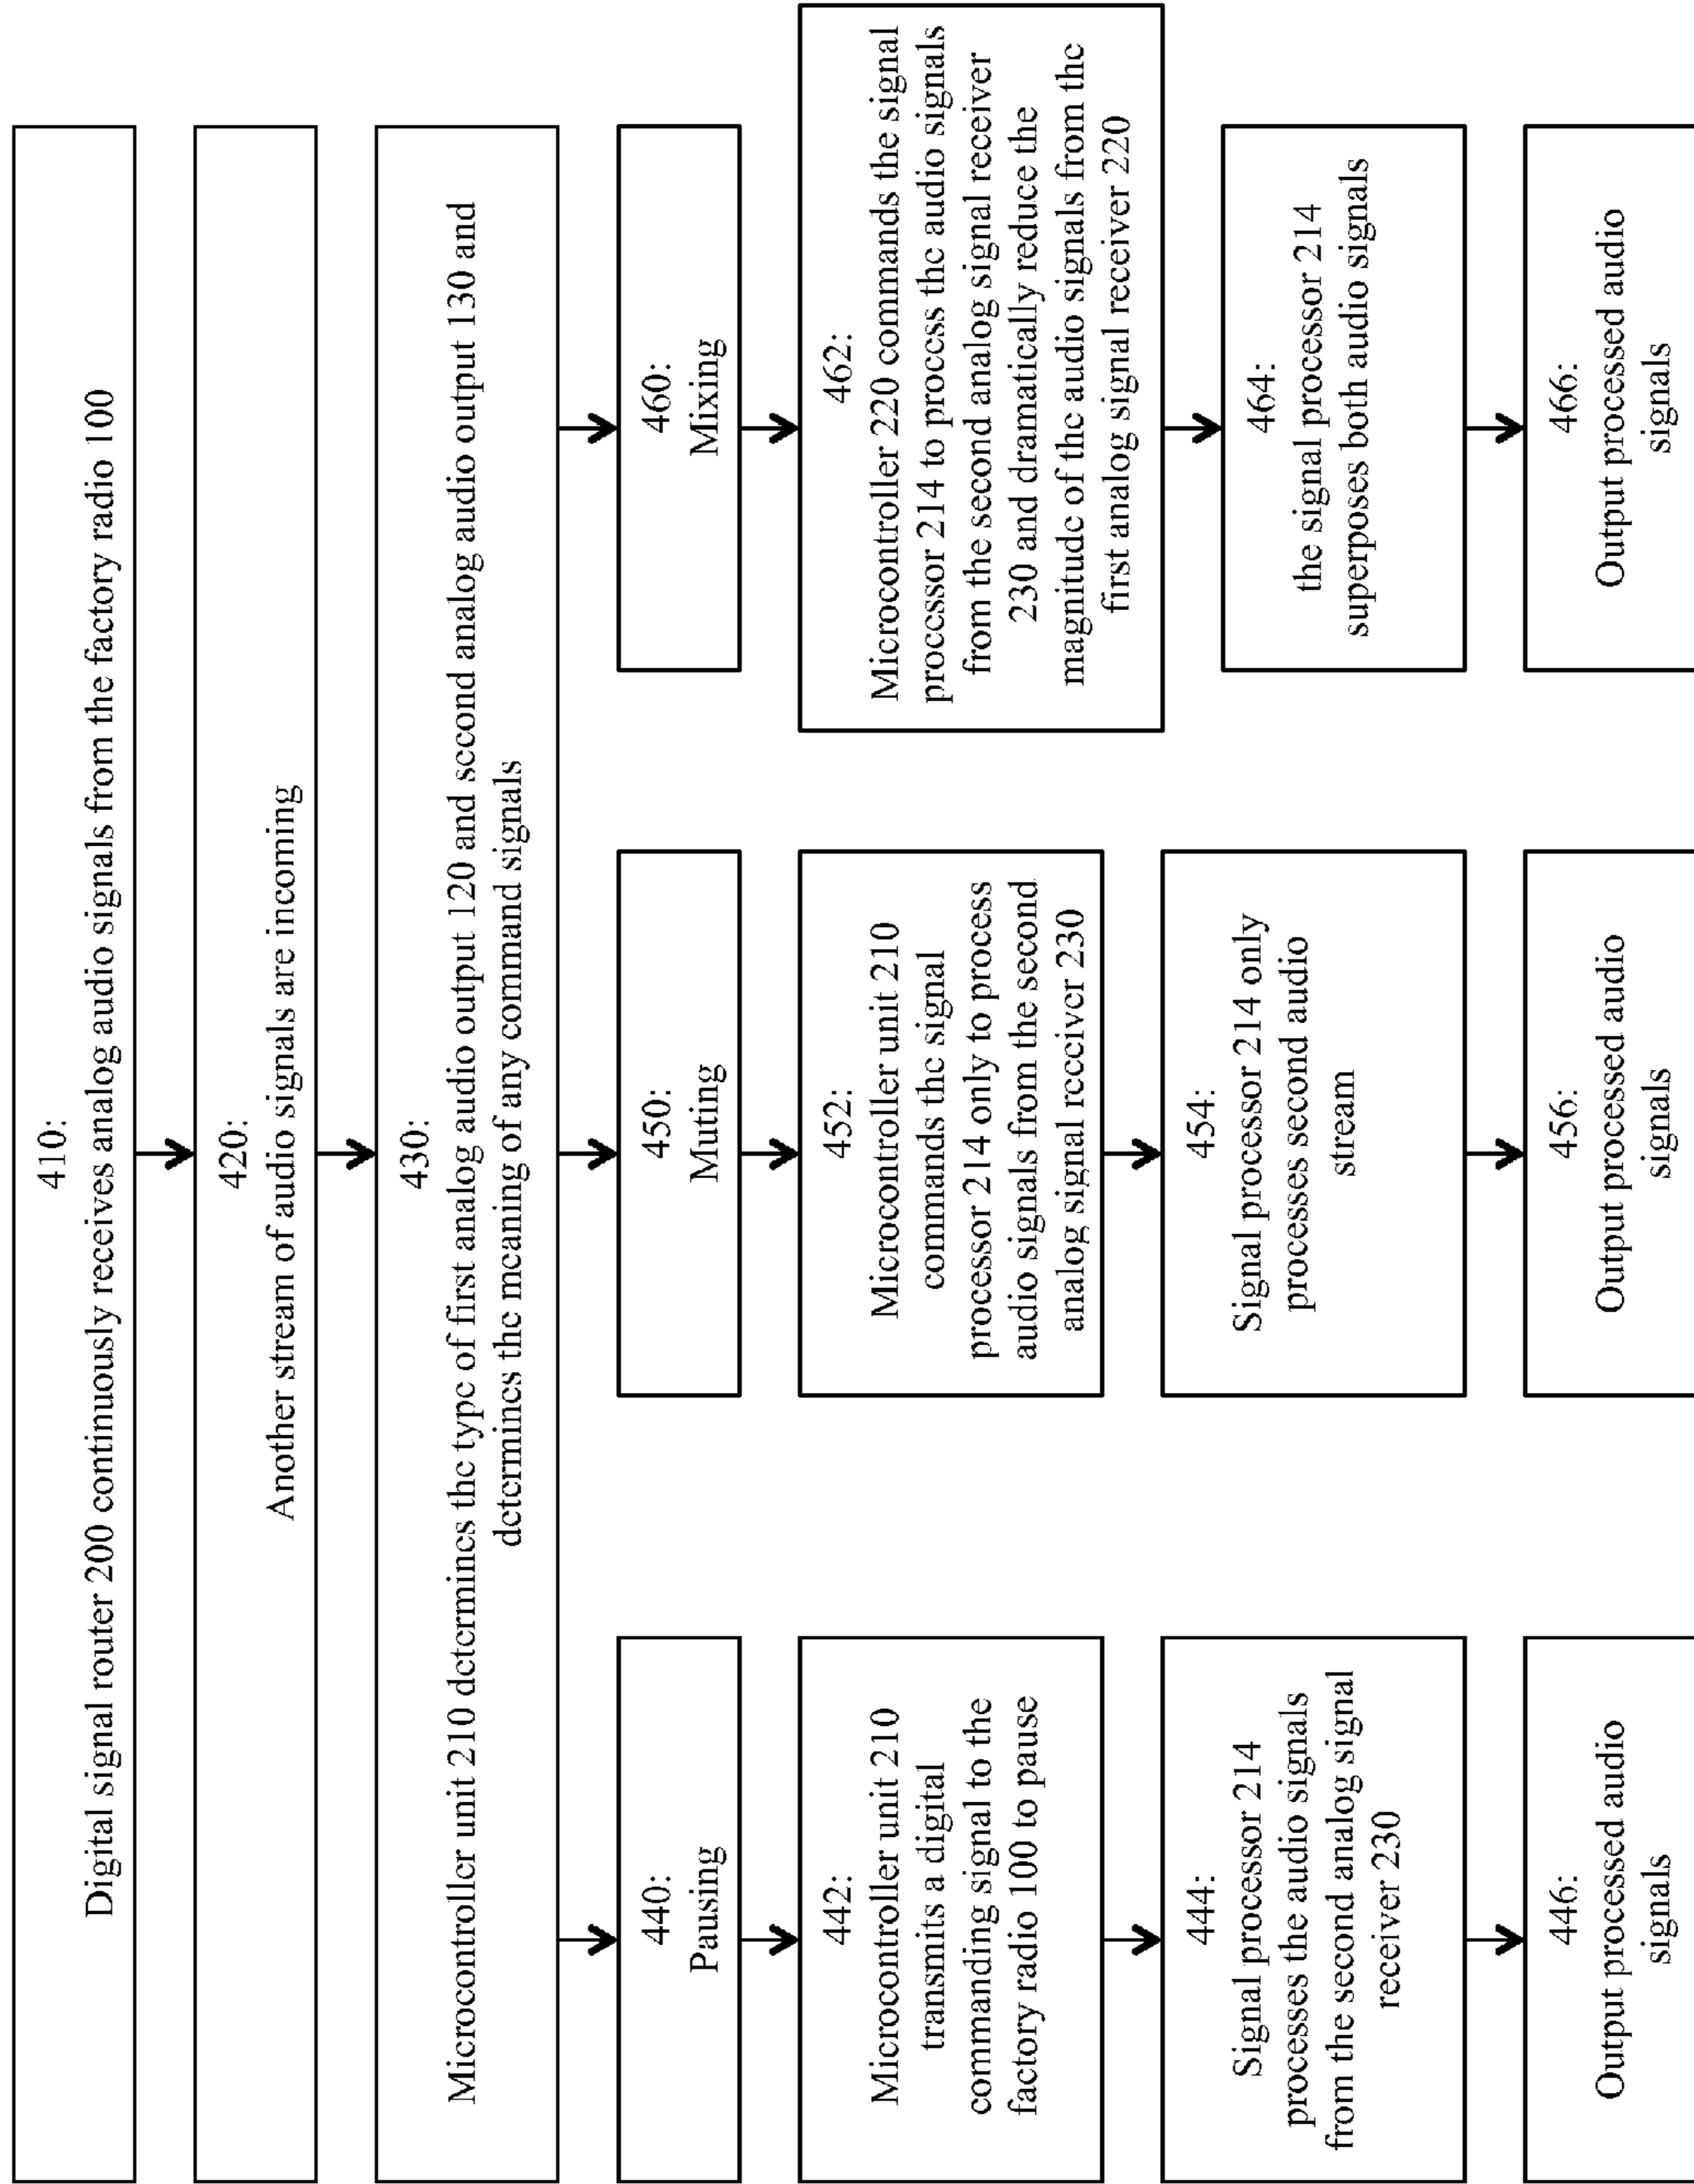 410:
Digital signal router 200 continuously receives analog audio signals from the factory radio 100
420:
Another stream of audio signals are incoming
430:
Microcontroller unit 210 determines the type of first analog audio output 120 and second analog audio output 130 and
determines the meaning of any command signals
440:
Pausing
442:
Microcontroller unit 210
transmits a digital
commanding signal to the
factory radio 100 to pause
444:
Signal processor 214
processes the audio signals
from the second analog signal
receiver 230
446:
Output processed audio
signals
450:
Muting
452:
Microcontroller unit 210
commands the signal
processor 214 only to process
audio signals from the second
analog signal receiver 230
454:
Signal processor 214 only
processes second audio
stream
456:
Output processed audio
signals
460:
Mixing
462:
Microcontroller 220 commands the signal
processor 214 to process the audio signals
from the second analog signal receiver
230 and dramatically reduce the
magnitude of the audio signals from the
first analog signal receiver 220
464:
the signal processor 214
superposes both audio signals
466:
Output processed audio
signals